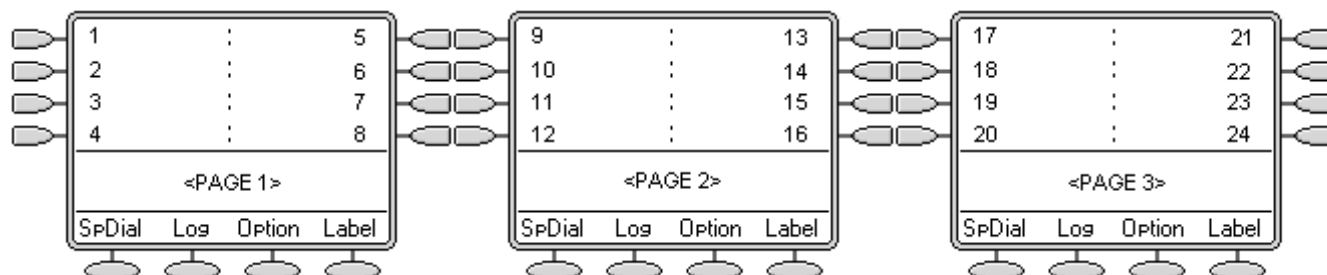 1 : 5
2 : 6
3 : 7
4 : 8
<PAGE 1>
SpDial Log Option Label
9 : 13
10 : 14
11 : 15
12 : 16
<PAGE 2>
SpDial Log Option Label
17 : 21
18 : 22
19 : 23
20 : 24
<PAGE 3>
SpDial Log Option Label